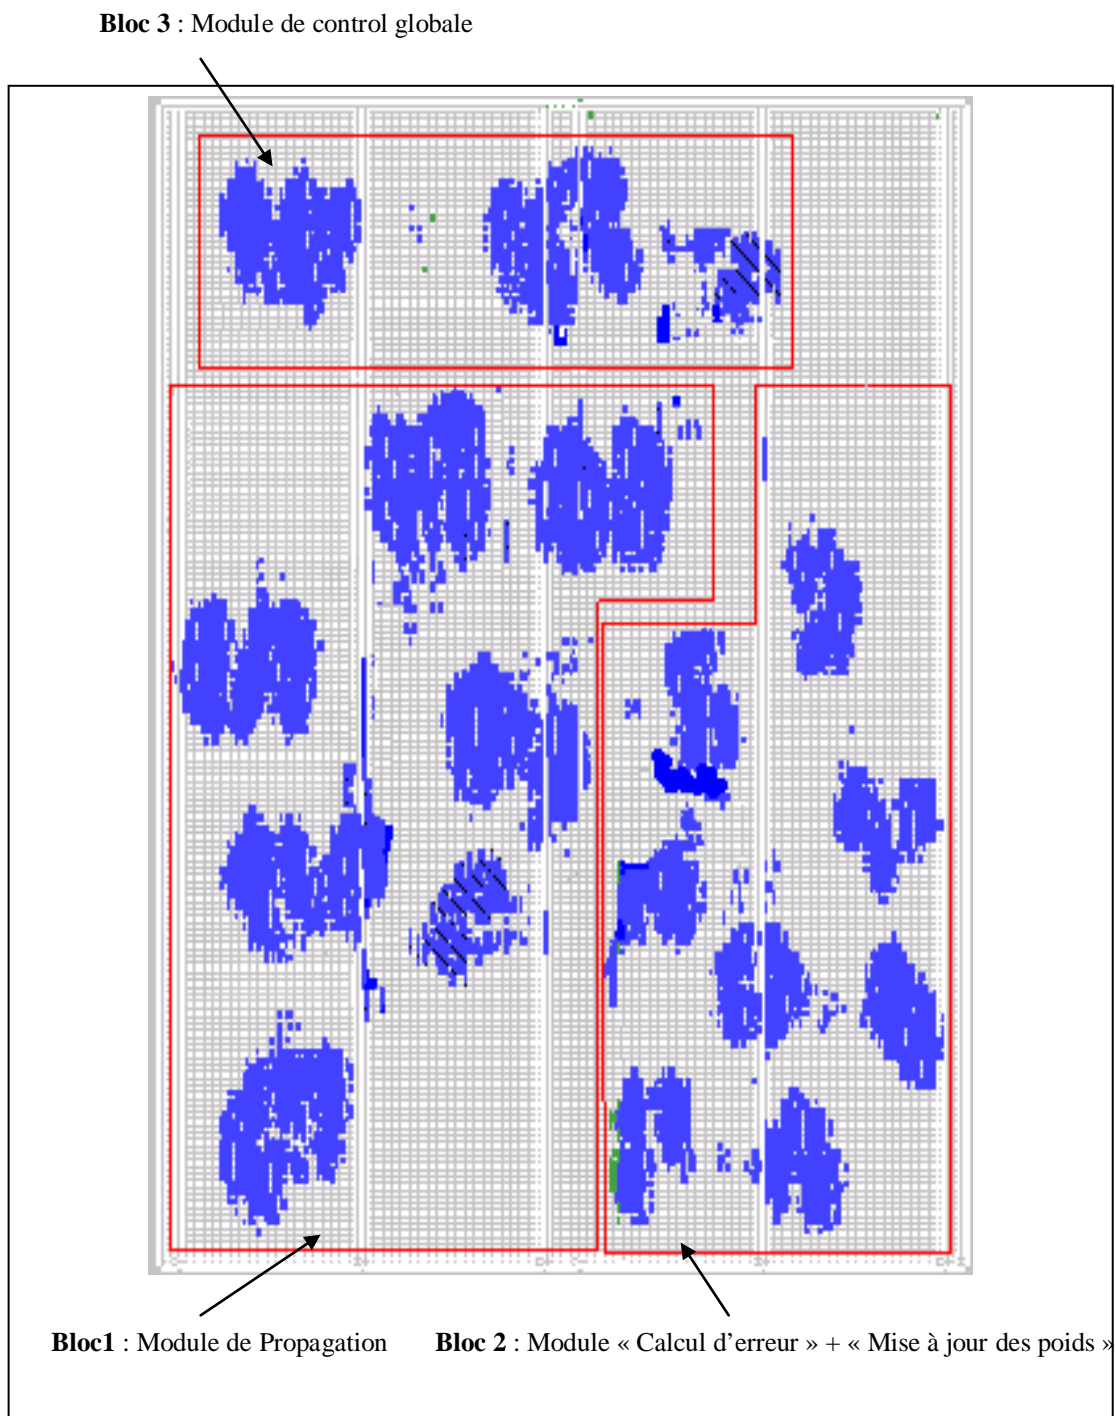 Bloc 3 : Module de control globale
Bloc1 : Module de Propagation
Bloc 2 : Module « Calcul d’erreur » + « Mise à jour des poids »